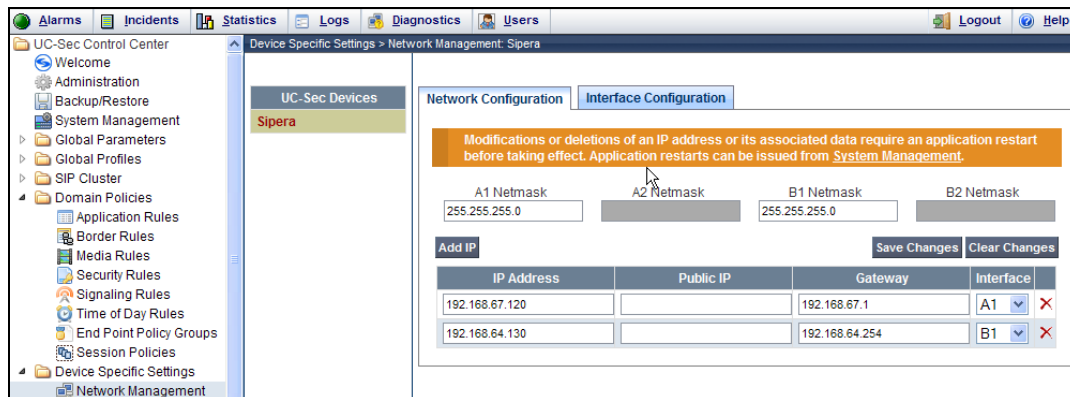 Alarms Incidents Statistics Logs Diagnostics Users Logout Help
UC-Sec Control Center
Welcome
Administration
Backup/Restore
System Management
Global Parameters
Global Profiles
SIP Cluster
Domain Policies
Application Rules
Border Rules
Media Rules
Security Rules
Signaling Rules
Time of Day Rules
End Point Policy Groups
Session Policies
Device Specific Settings
Network Management
Device Specific Settings > Network Management: Sipera
UC-Sec Devices
Sipera
Network Configuration Interface Configuration
Modifications or deletions of an IP address or its associated data require an application restart
before taking effect. Application restarts can be issued from System Management.
A1 Netmask A2 Netmask B1 Netmask B2 Netmask
255.255.255.0 255.255.255.0
Add IP Save Changes Clear Changes
IP Address Public IP Gateway Interface
192.168.67.120 192.168.67.1 A1
192.168.64.130 192.168.64.254 B1